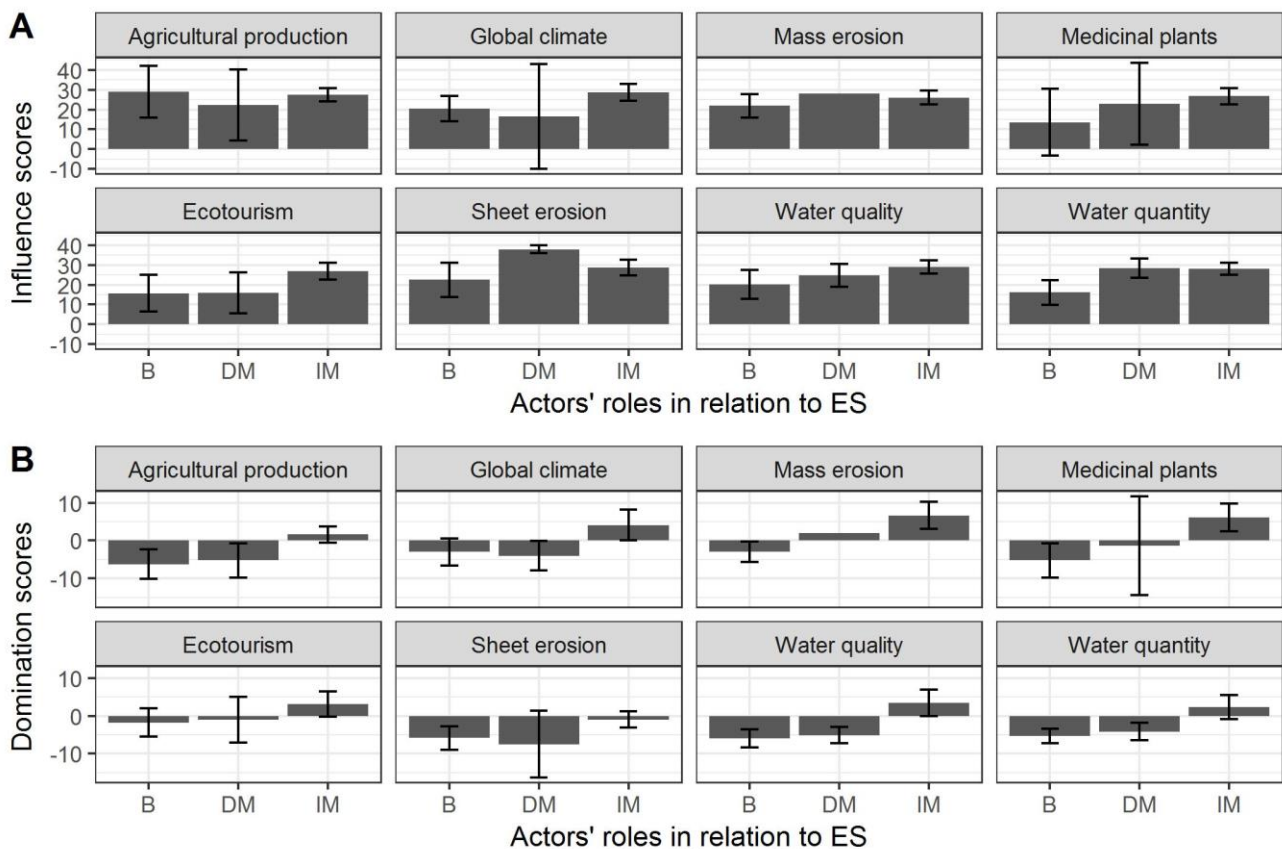 A
Agricultural production Global climate Mass erosion Medicinal plants
40
30
20
10
0
-10
Ecotourism Sheet erosion Water quality Water quantity
40
30
20
10
0
-10
Influence scores
B DM IM B DM IM B DM IM B DM IM
Actors' roles in relation to ES
B
Agricultural production Global climate Mass erosion Medicinal plants
10
0
-10
Ecotourism Sheet erosion Water quality Water quantity
10
0
-10
Domination scores
B DM IM B DM IM B DM IM B DM IM
Actors' roles in relation to ES